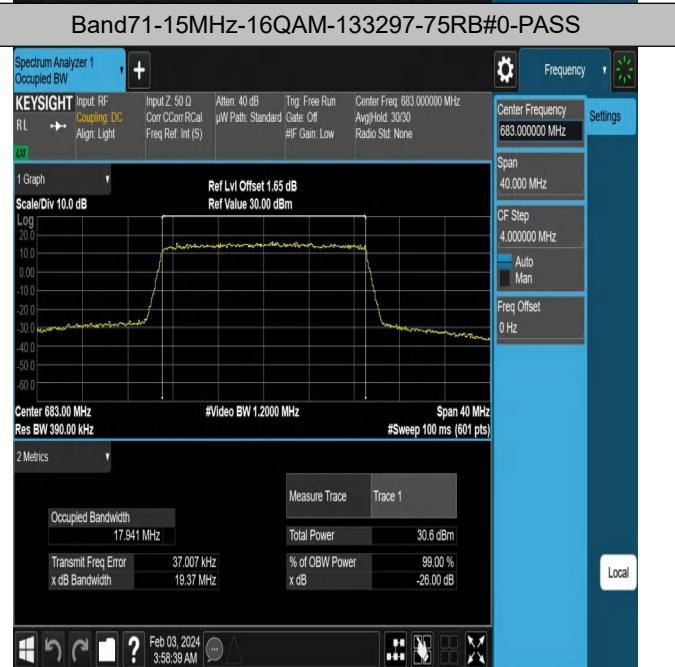 Band71-15MHz-16QAM-133297-75RB#0-PASS
Spectrum Analyzer 1
Occupied BW
+
Frequency
KEYSIGHT
RL
Input: RF
Coupling: DC
Align: Light
Input Z: 50 Ω
Corr CCorr RCal
Freq Ref: Int (S)
Atten: 40 dB
µW Path: Standard
Trig: Free Run
Gate: Off
#IF Gain: Low
Center Freq: 683.000000 MHz
Avg|Hold: 30/30
Radio Std: None
Center Frequency
683.000000 MHz
Settings
Span
40.000 MHz
CF Step
4.000000 MHz
Auto
Man
Freq Offset
0 Hz
1 Graph
Scale/Div 10.0 dB
Ref Lvl Offset 1.65 dB
Ref Value 30.00 dBm
Log
20.0
10.0
0.00
-10.0
-20.0
-30.0
-40.0
-50.0
-60.0
Center 683.00 MHz
#Video BW 1.2000 MHz
Span 40 MHz
Res BW 390.00 kHz
#Sweep 100 ms (601 pts)
2 Metrics
Measure Trace
Trace 1
Occupied Bandwidth
17.941 MHz
Total Power
30.6 dBm
Transmit Freq Error
37.007 kHz
% of OBW Power
99.00 %
x dB Bandwidth
19.37 MHz
x dB
-26.00 dB
Local
?
Feb 03, 2024
3:58:39 AM